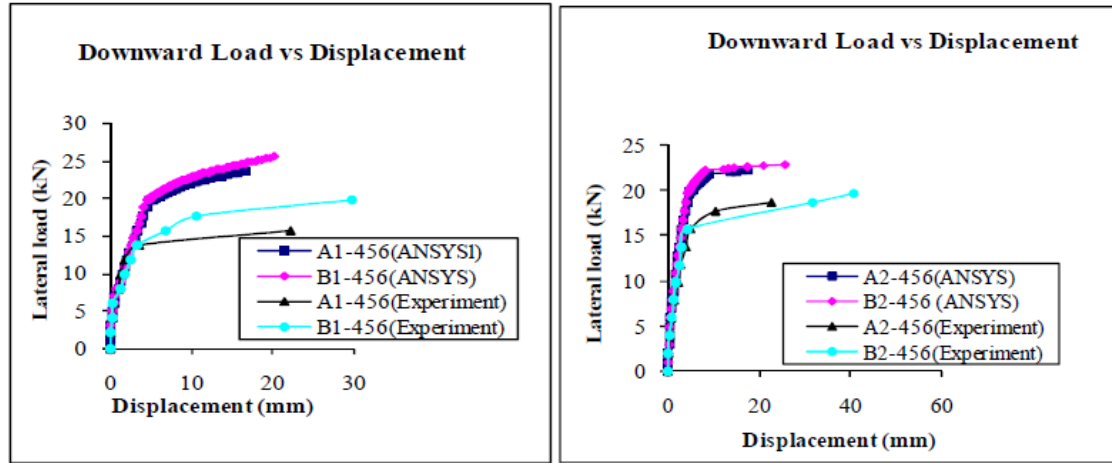 Downward Load vs Displacement
30
25
20
15
10
5
0
Lateral load (kN)
A1-456(ANSYSI)
B1-456(ANSYS)
A1-456(Experiment)
B1-456(Experiment)
0 10 20 30
Displacement (mm)
Downward Load vs Displacement
25
20
15
10
5
0
Lateral load (kN)
A2-456(ANSYS)
B2-456 (ANSYS)
A2-456(Experiment)
B2-456(Experiment)
0 20 40 60
Displacement (mm)